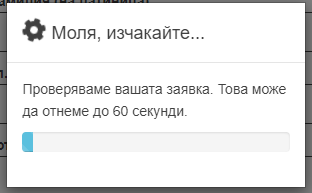 Моля, изчакайте...
Проверяваме вашата заявка. Това може
да отнеме до 60 секунди.